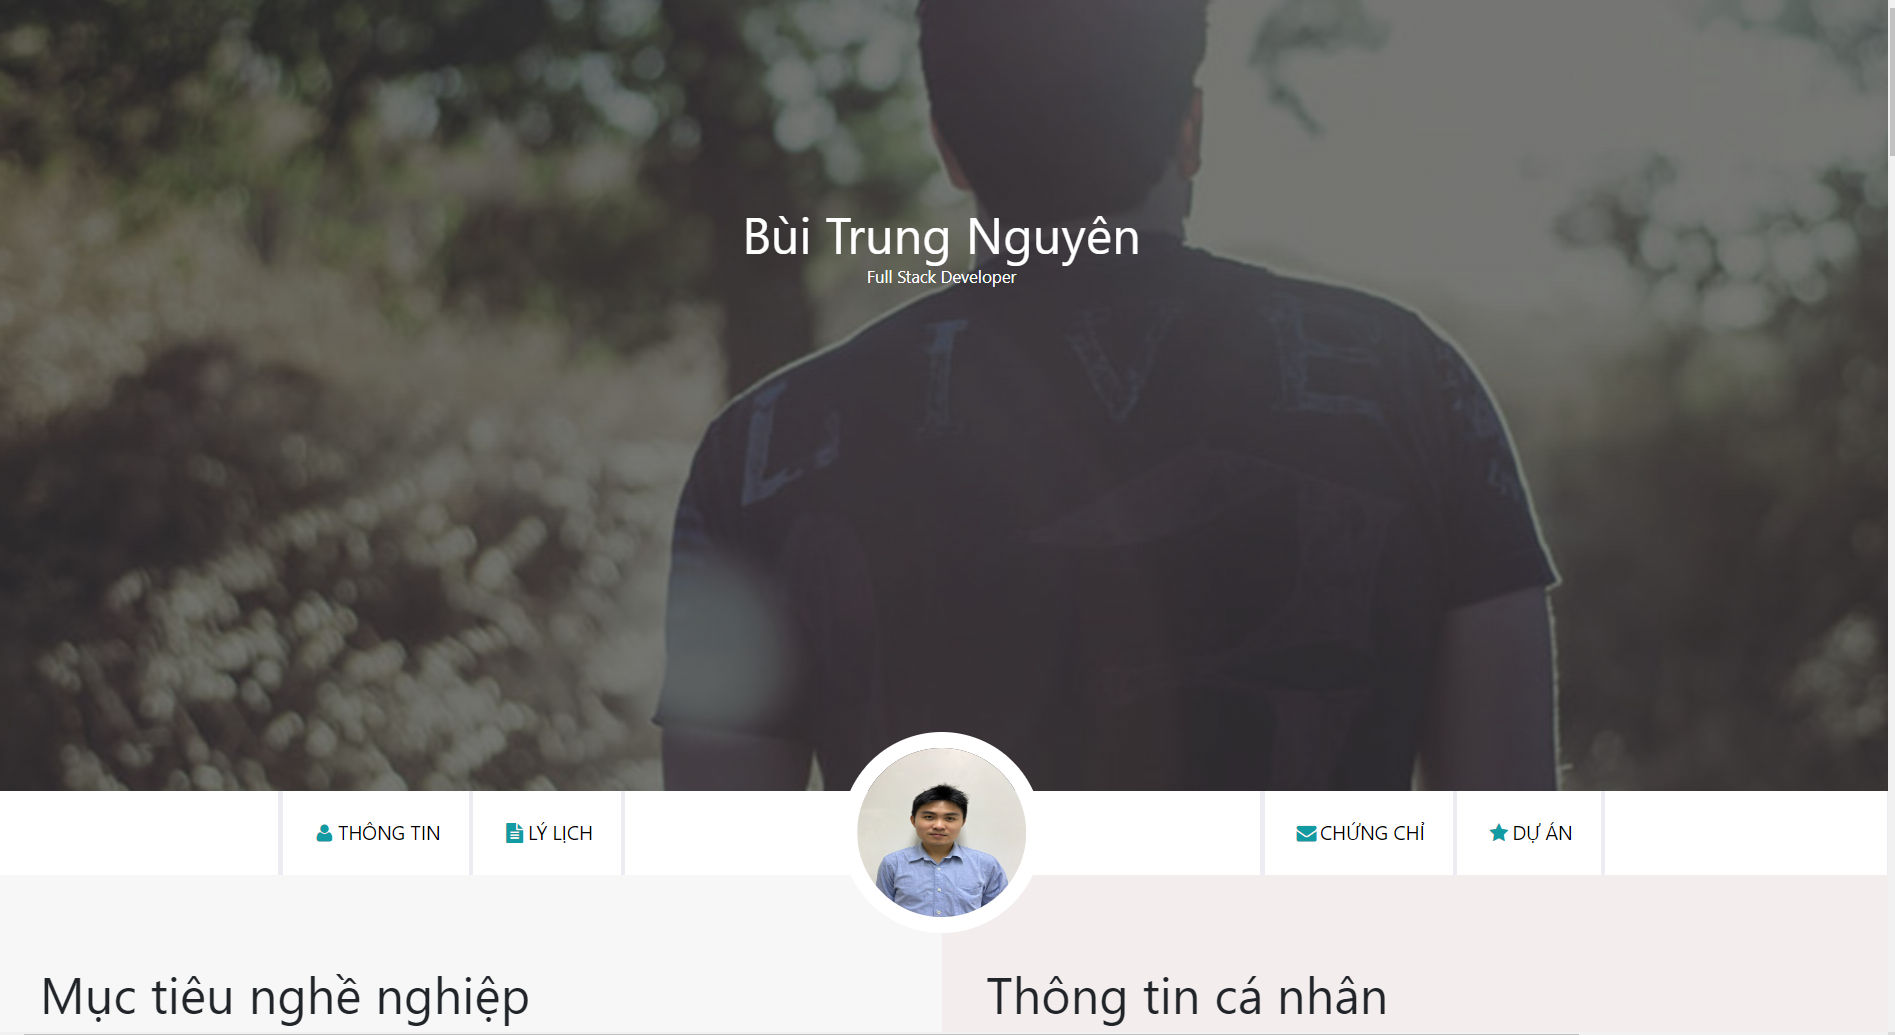 Bùi Trung Nguyên
Full Stack Developer
LIVE
THÔNG TIN
LÝ LỊCH
CHỨNG CHỈ
DỰ ÁN
Mục tiêu nghề nghiệp
Thông tin cá nhân